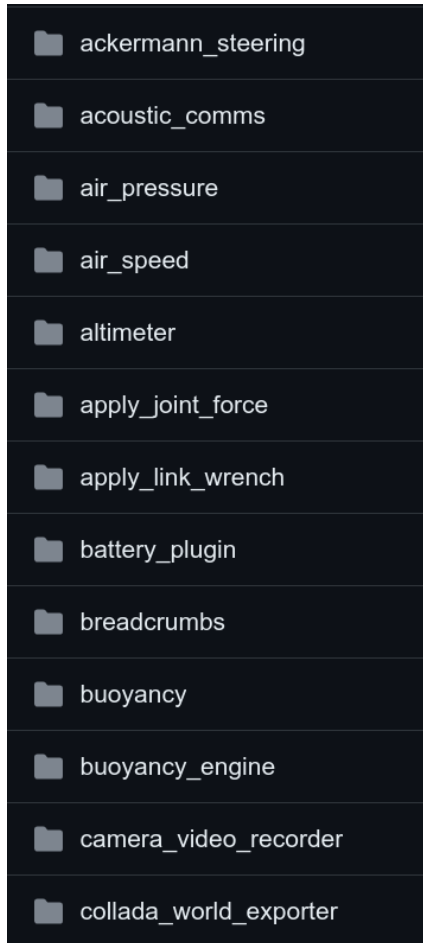 ackermann_steering
acoustic_comms
air_pressure
air_speed
altimeter
apply_joint_force
apply_link_wrench
battery_plugin
breadcrumbs
buoyancy
buoyancy_engine
camera_video_recorder
collada_world_exporter